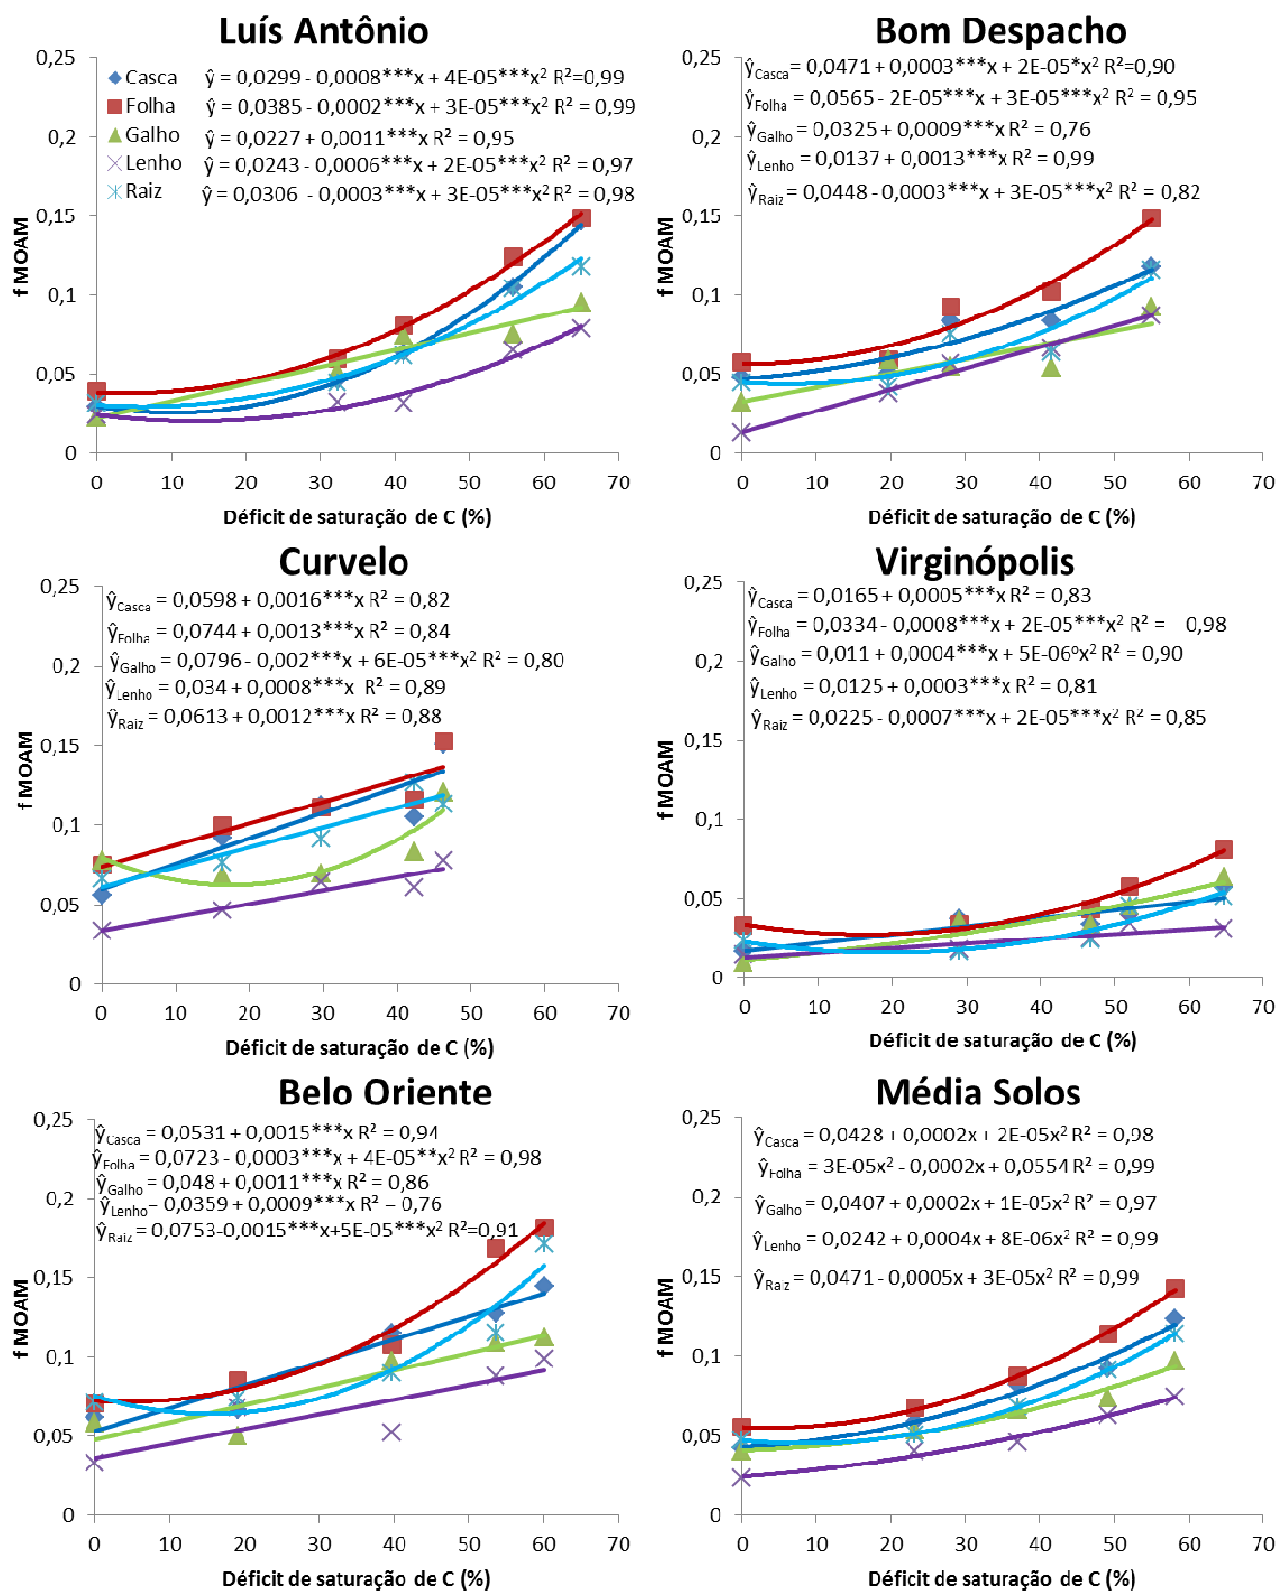 Luís Antônio
0,25
0,2
0,15
0,1
0,05
0
f MOAM
Casca ŷ = 0,0299 - 0,0008***x + 4E-05***x² R²=0,99
Folha ŷ = 0,0385 - 0,0002***x + 3E-05***x² R² = 0,99
Galho ŷ = 0,0227 + 0,0011***x R² = 0,95
Lenho ŷ = 0,0243 - 0,0006***x + 2E-05***x² R² = 0,97
Raiz ŷ = 0,0306 - 0,0003***x + 3E-05***x² R² = 0,98
0 10 20 30 40 50 60 70
Déficit de saturação de C (%)
Bom Despacho
0,25
0,2
0,15
0,1
0,05
0
f MOAM
ŷCasca = 0,0471 + 0,0003***x + 2E-05*x² R²=0,90
ŷFolha = 0,0565 - 2E-05***x + 3E-05***x² R² = 0,95
ŷGalho = 0,0325 + 0,0009***x R² = 0,76
ŷLenho = 0,0137 + 0,0013***x R² = 0,99
ŷRaiz = 0,0448 - 0,0003***x + 3E-05***x² R² = 0,82
0 10 20 30 40 50 60 70
Déficit de saturação de C (%)
Curvelo
0,25
0,2
0,15
0,1
0,05
0
f MOAM
ŷCasca = 0,0598 + 0,0016***x R² = 0,82
ŷFolha = 0,0744 + 0,0013***x R² = 0,84
ŷGalho = 0,0796 - 0,002***x + 6E-05***x² R² = 0,80
ŷLenho = 0,034 + 0,0008***x R² = 0,89
ŷRaiz = 0,0613 + 0,0012***x R² = 0,88
0 10 20 30 40 50 60 70
Déficit de saturação de C (%)
Virginópolis
0,25
0,2
0,15
0,1
0,05
0
f MOAM
ŷCasca = 0,0165 + 0,0005***x R² = 0,83
ŷFolha = 0,0334 - 0,0008***x + 2E-05***x² R² = 0,98
ŷGalho = 0,011 + 0,0004***x + 5E-06ºx² R² = 0,90
ŷLenho = 0,0125 + 0,0003***x R² = 0,81
ŷRaiz = 0,0225 - 0,0007***x + 2E-05***x² R² = 0,85
0 10 20 30 40 50 60 70
Déficit de saturação de C (%)
Belo Oriente
0,25
0,2
0,15
0,1
0,05
0
f MOAM
ŷCasca = 0,0531 + 0,0015***x R² = 0,94
ŷFolha = 0,0723 - 0,0003***x + 4E-05**x² R² = 0,98
ŷGalho = 0,048 + 0,0011***x R² = 0,86
ŷLenho = 0,0359 + 0,0009***x R² = 0,76
ŷRaiz = 0,0753-0,0015***x+5E-05***x² R²=0,91
0 10 20 30 40 50 60 70
Déficit de saturação de C (%)
Média Solos
0,25
0,2
0,15
0,1
0,05
0
f MOAM
ŷCasca = 0,0428 + 0,0002x + 2E-05x² R² = 0,98
ŷFolha = 3E-05x² - 0,0002x + 0,0554 R² = 0,99
ŷGalho = 0,0407 + 0,0002x + 1E-05x² R² = 0,97
ŷLenho = 0,0242 + 0,0004x + 8E-06x² R² = 0,99
ŷRaiz = 0,0471 - 0,0005x + 3E-05x² R² = 0,99
0 10 20 30 40 50 60 70
Déficit de saturação de C (%)